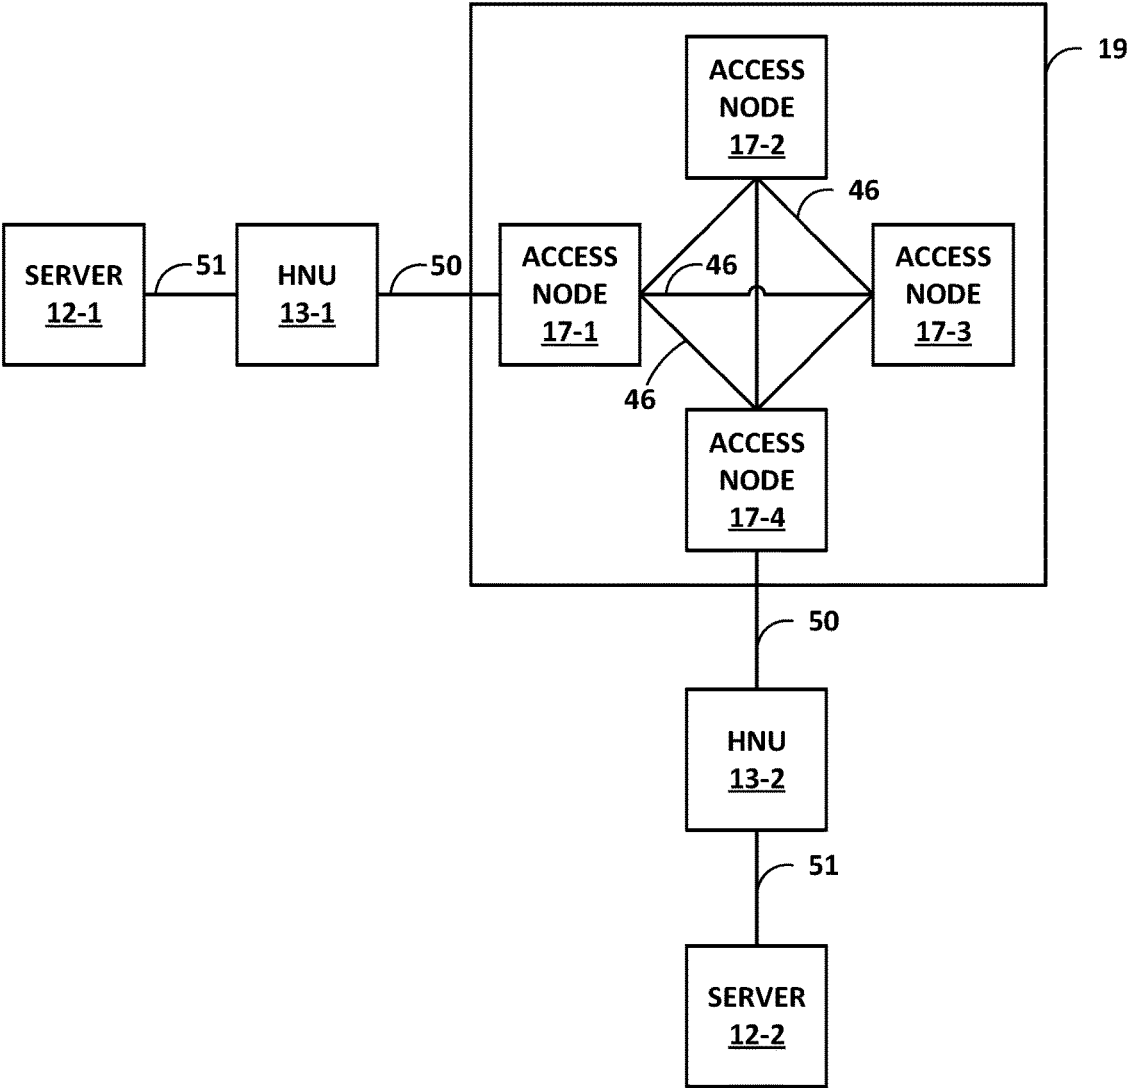 19
ACCESS
NODE
17-2
46
SERVER
12-1
51
HNU
13-1
50
ACCESS
NODE
17-1
46
ACCESS
NODE
17-3
46
ACCESS
NODE
17-4
50
HNU
13-2
51
SERVER
12-2